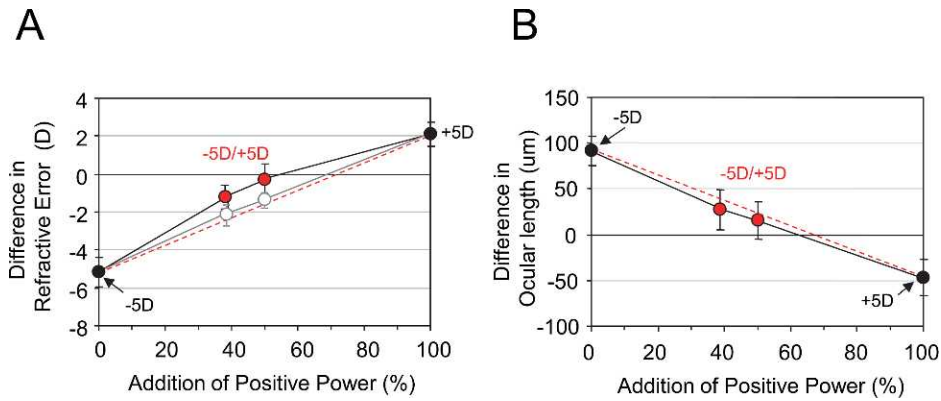 A
B
Difference in
Refractive Error (D)
4
2
0
-2
-4
-6
-8
-5D/+5D
+5D
-5D
0
20
40
60
80
100
Addition of Positive Power (%)
Difference in
Ocular length (um)
150
100
50
0
-50
-100
-5D
-5D/+5D
+5D
0
20
40
60
80
100
Addition of Positive Power (%)